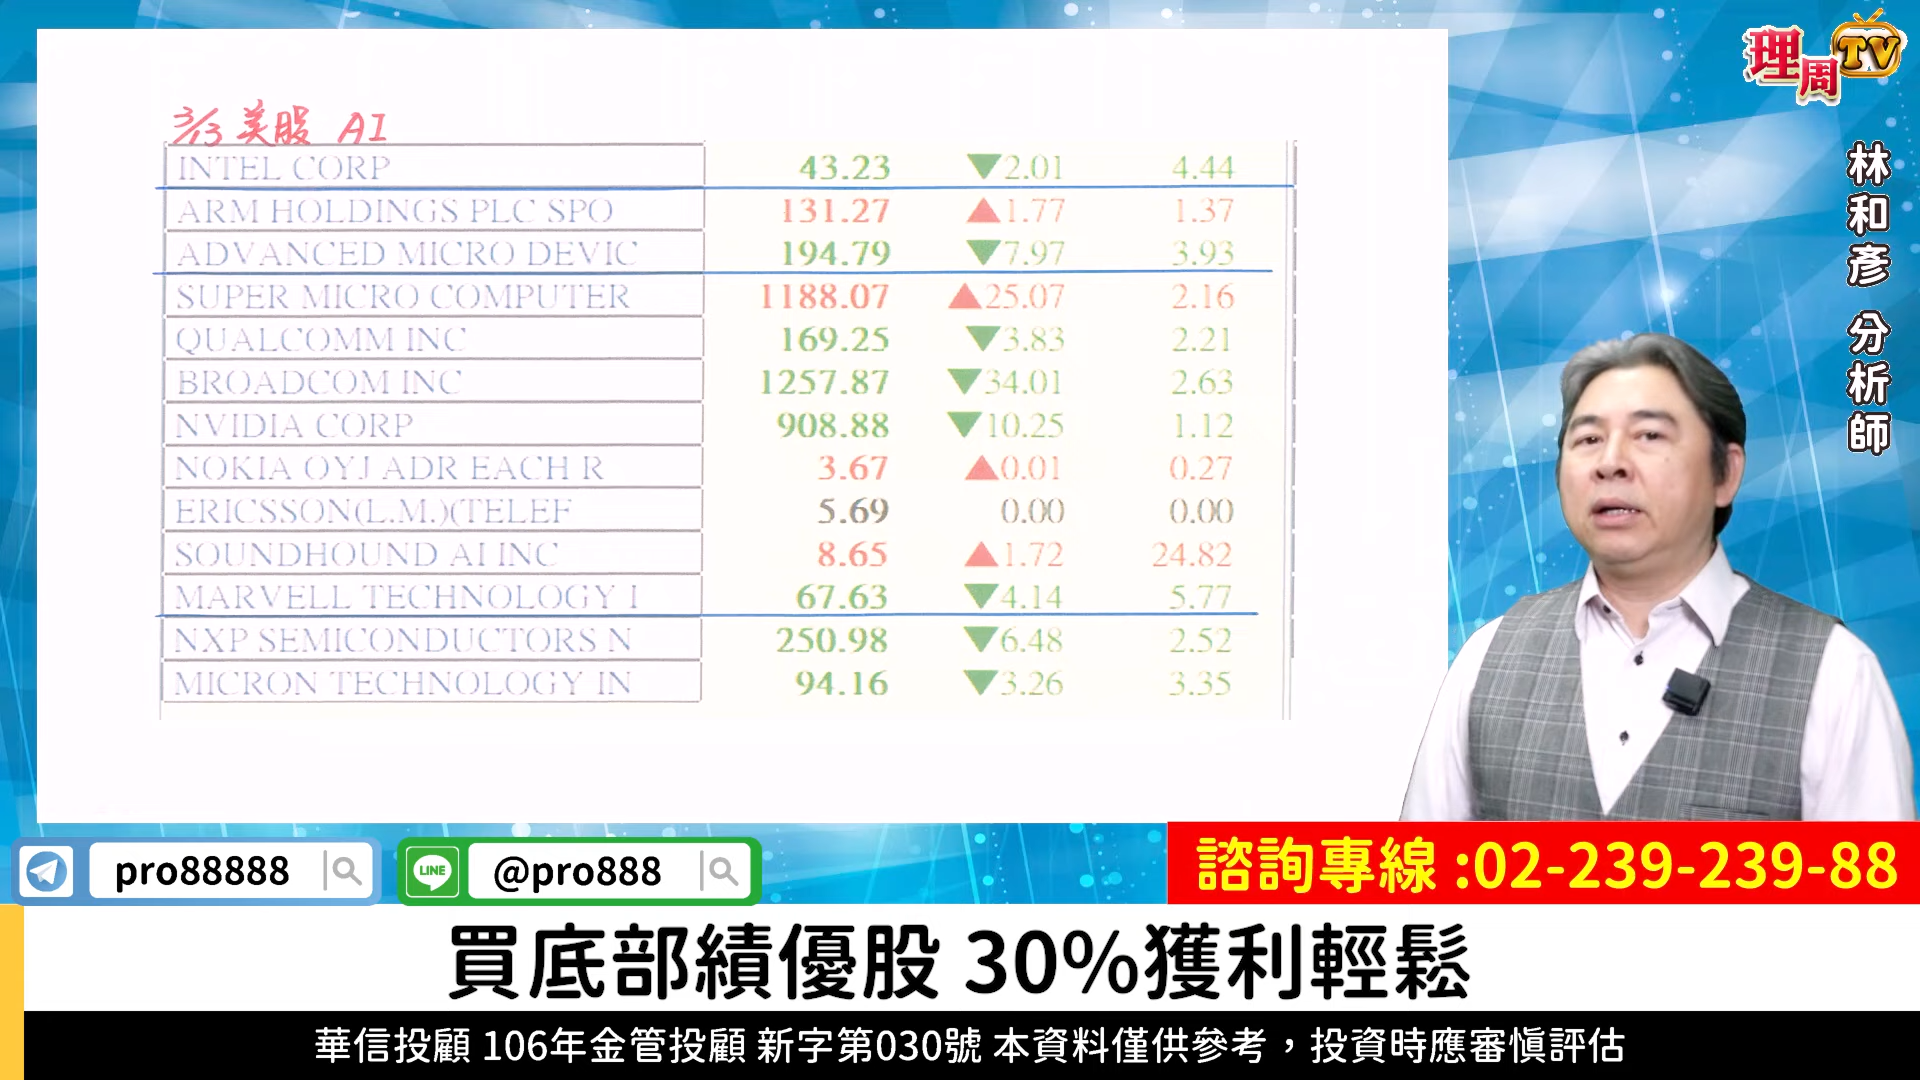 理周TV
林和彥 分析師
3/13 美股 AI
INTEL CORP 43.23 ▼2.01 4.44
ARM HOLDINGS PLC SPO 131.27 ▲1.77 1.37
ADVANCED MICRO DEVIC 194.79 ▼7.97 3.93
SUPER MICRO COMPUTER 1188.07 ▲25.07 2.16
QUALCOMM INC 169.25 ▼3.83 2.21
BROADCOM INC 1257.87 ▼34.01 2.63
NVIDIA CORP 908.88 ▼10.25 1.12
NOKIA OYJ ADR EACH R 3.67 ▲0.01 0.27
ERICSSON(L.M.)(TELEF 5.69 0.00 0.00
SOUNDHOUND AI INC 8.65 ▲1.72 24.82
MARVELL TECHNOLOGY I 67.63 ▼4.14 5.77
NXP SEMICONDUCTORS N 250.98 ▼6.48 2.52
MICRON TECHNOLOGY IN 94.16 ▼3.26 3.35
pro88888
LINE @pro888
諮詢專線 :02-239-239-88
買底部績優股 30%獲利輕鬆
華信投顧 106年金管投顧 新字第030號 本資料僅供參考，投資時應審慎評估